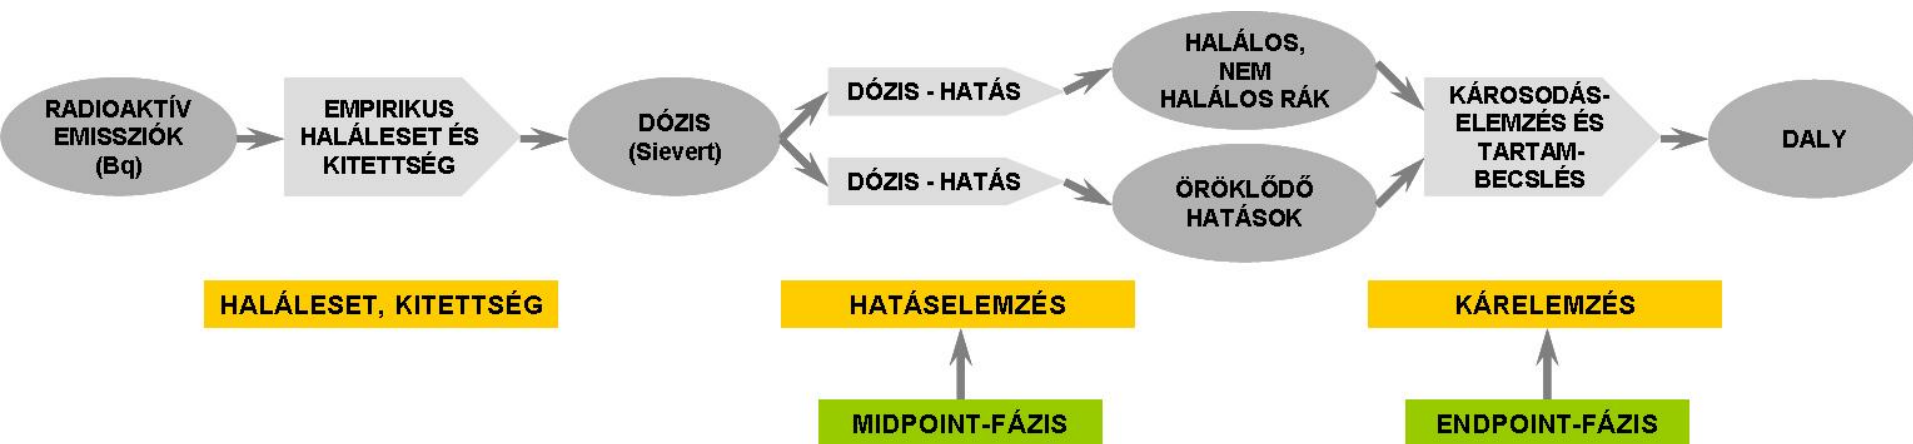 RADIOAKTÍV
EMISSZIÓK
(Bq)
EMPIRIKUS
HALÁLESET ÉS
KITETTSÉG
DÓZIS
(Sievert)
DÓZIS - HATÁS
DÓZIS - HATÁS
HALÁLOS,
NEM
HALÁLOS RÁK
ÖRÖKLŐDŐ
HATÁSOK
KÁROSODÁS-
ELEMZÉS ÉS
TARTAM-
BECSLÉS
DALY
HALÁLESET, KITETTSÉG
HATÁSELEMZÉS
KÁRELEMZÉS
MIDPOINT-FÁZIS
ENDPOINT-FÁZIS